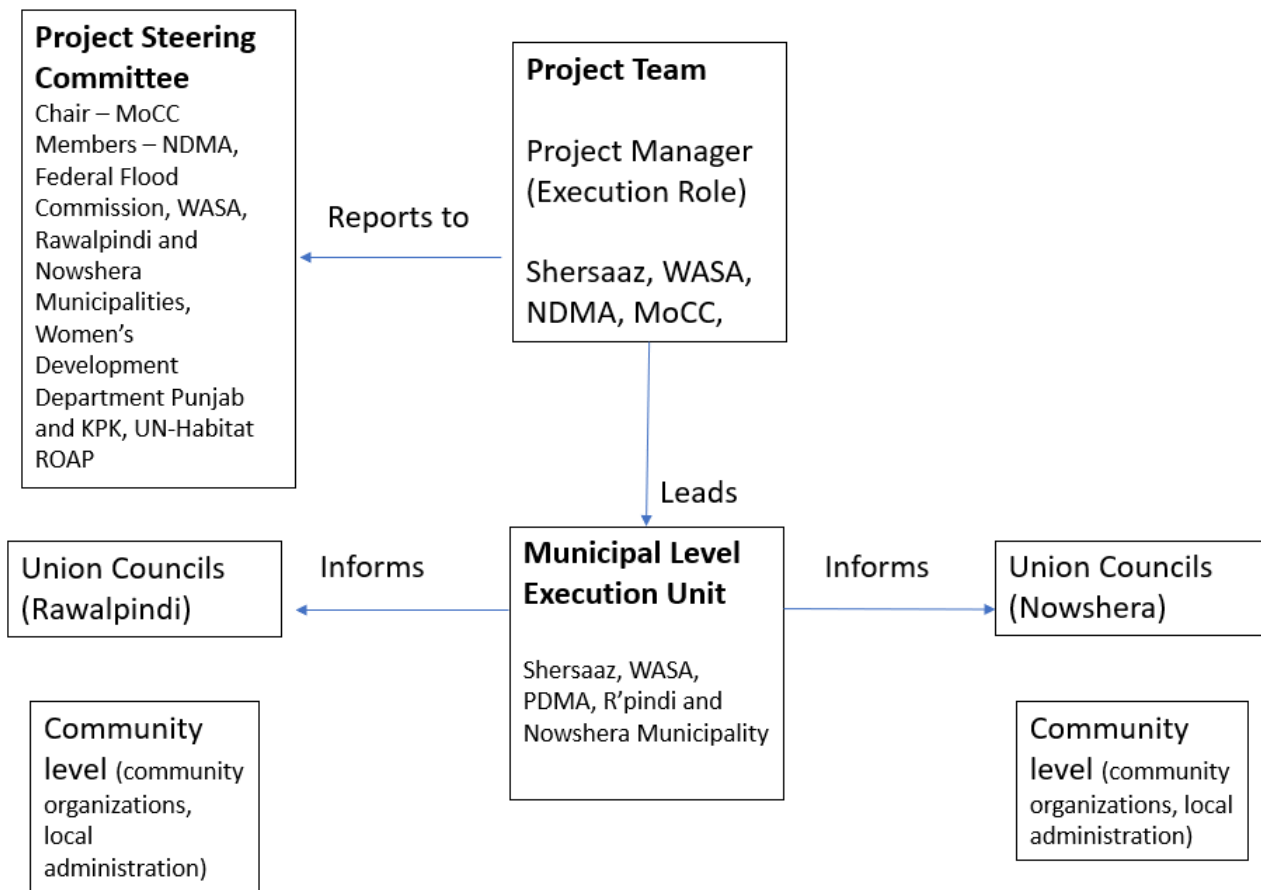 Project Steering
Committee
Chair – MoCC
Members – NDMA,
Federal Flood
Commission, WASA,
Rawalpindi and
Nowshera
Municipalities,
Women’s
Development
Department Punjab
and KPK, UN-Habitat
ROAP
Reports to
Project Team
Project Manager
(Execution Role)
Shersaaz, WASA,
NDMA, MoCC,
Leads
Union Councils
(Rawalpindi)
Informs
Municipal Level
Execution Unit
Shersaaz, WASA,
PDMA, R’pindi and
Nowshera Municipality
Informs
Union Councils
(Nowshera)
Community
level (community
organizations,
local
administration)
Community
level (community
organizations, local
administration)